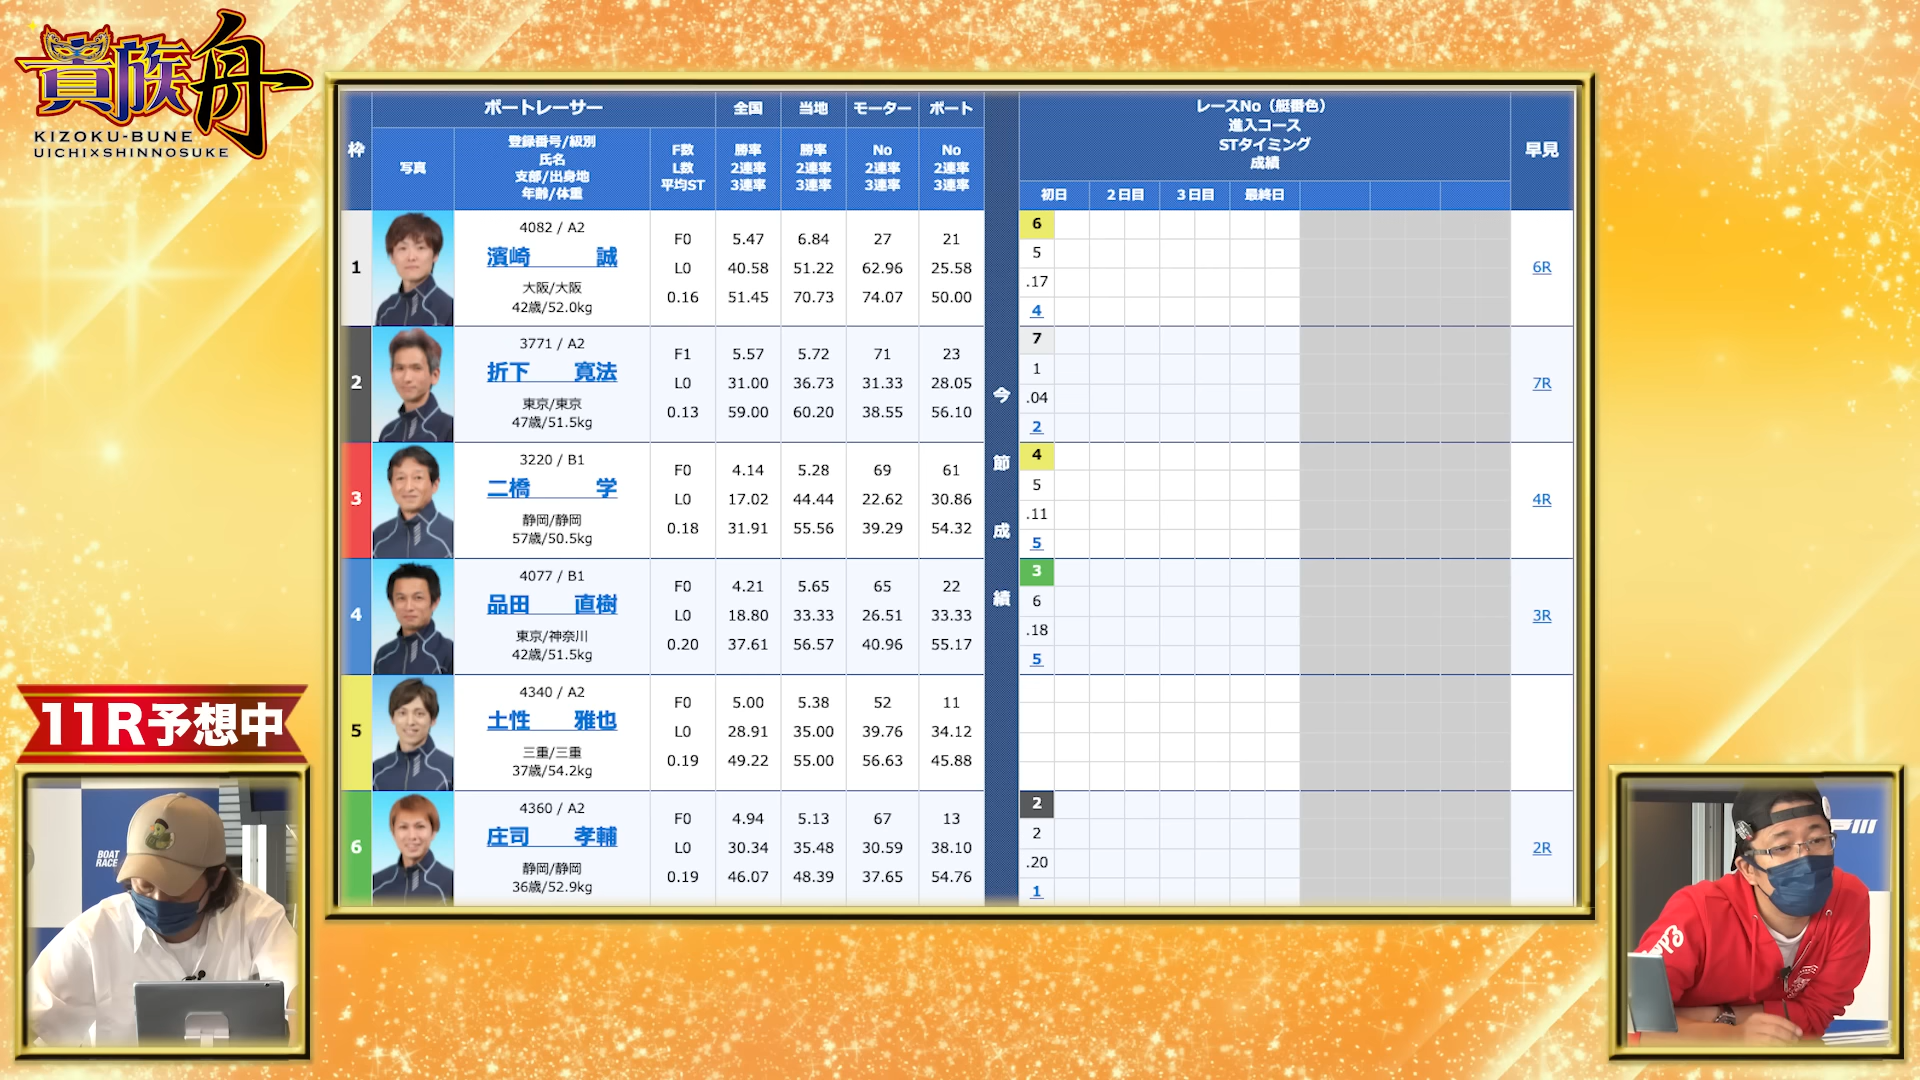 貴族舟
KIZOKU-BUNE
UICHI×SHINNOSUKE
枠
ボートレーサー
全国
当地
モーター
ボート
レースNo（艇番色）
進入コース
STタイミング
成績
早見
写真
登録番号/級別
氏名
支部/出身地
年齢/体重
F数
L数
平均ST
勝率
2連率
3連率
勝率
2連率
3連率
No
2連率
3連率
No
2連率
3連率
初日
２日目
３日目
最終日
今節成績
1
4082 / A2
濱崎 誠
大阪/大阪
42歳/52.0kg
F0
L0
0.16
5.47
40.58
51.45
6.84
51.22
70.73
27
62.96
74.07
21
25.58
50.00
6
5
.17
4
6R
2
3771 / A2
折下 寛法
東京/東京
47歳/51.5kg
F1
L0
0.13
5.57
31.00
59.00
5.72
36.73
60.20
71
31.33
38.55
23
28.05
56.10
7
1
.04
2
7R
3
3220 / B1
二橋 学
静岡/静岡
57歳/50.5kg
F0
L0
0.18
4.14
17.02
31.91
5.28
44.44
55.56
69
22.62
39.29
61
30.86
54.32
4
5
.11
5
4R
4
4077 / B1
品田 直樹
東京/神奈川
42歳/51.5kg
F0
L0
0.20
4.21
18.80
37.61
5.65
33.33
56.57
65
26.51
40.96
22
33.33
55.17
3
6
.18
5
3R
5
4340 / A2
土性 雅也
三重/三重
37歳/54.2kg
F0
L0
0.19
5.00
28.91
49.22
5.38
35.00
55.00
52
39.76
56.63
11
34.12
45.88
6
4360 / A2
庄司 孝輔
静岡/静岡
36歳/52.9kg
F0
L0
0.19
4.94
30.34
46.07
5.13
35.48
48.39
67
30.59
37.65
13
38.10
54.76
2
2
.20
1
2R
11R予想中
BOAT
RACE